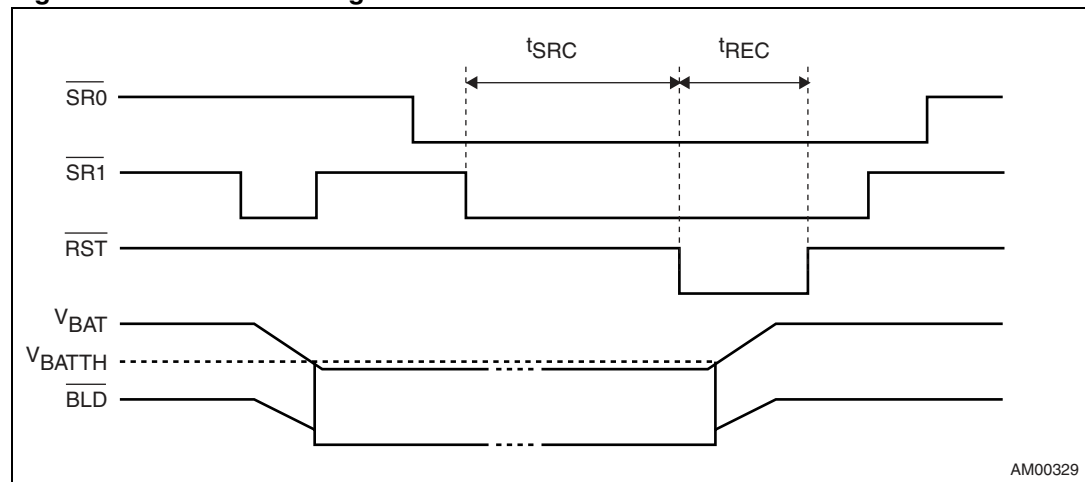 tSRC tREC
SR0
SR1
RST
VBAT
VBATTH
BLD
AM00329